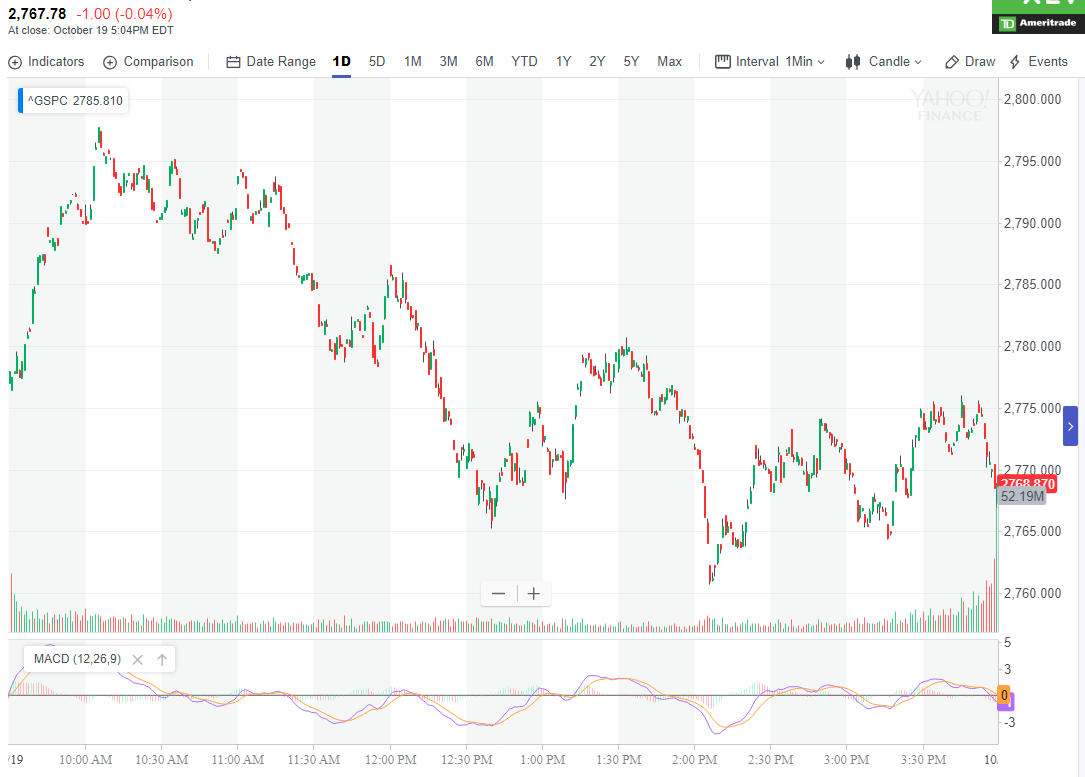 2,767.78 -1.00 (-0.04%)
At close: October 19 5:04PM EDT
TD Ameritrade
Indicators Comparison Date Range 1D 5D 1M 3M 6M YTD 1Y 2Y 5Y Max Interval 1Min Candle Draw Events
^GSPC 2785.810
YAHOO!
FINANCE
2,800.000
2,795.000
2,790.000
2,785.000
2,780.000
2,775.000
2,770.000
2768.870
52.19M
2,765.000
2,760.000
MACD (12,26,9)
5
3
0
-3
/19 10:00 AM 10:30 AM 11:00 AM 11:30 AM 12:00 PM 12:30 PM 1:00 PM 1:30 PM 2:00 PM 2:30 PM 3:00 PM 3:30 PM 10